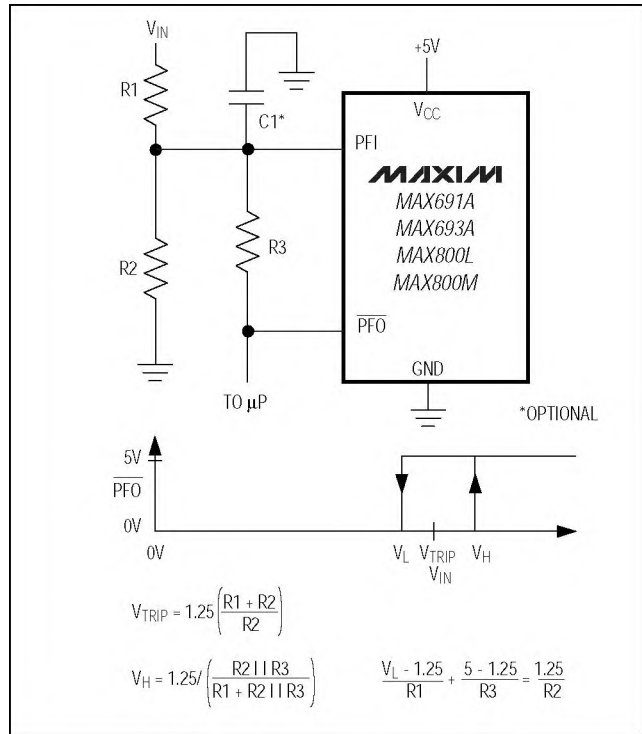 V_IN
R1
C1*
+5V
V_CC
PFI
MAXIM
MAX691A
MAX693A
MAX800L
MAX800M
R2
R3
P̅F̅O̅
GND
TO μP
*OPTIONAL
5V
P̅F̅O̅
0V
0V
V_L V_TRIP V_H
V_IN
V_TRIP = 1.25 ( R1 + R2 / R2 )
V_H = 1.25/ ( R2 || R3 / R1 + R2 || R3 )
V_L - 1.25 / R1 + 5 - 1.25 / R3 = 1.25 / R2